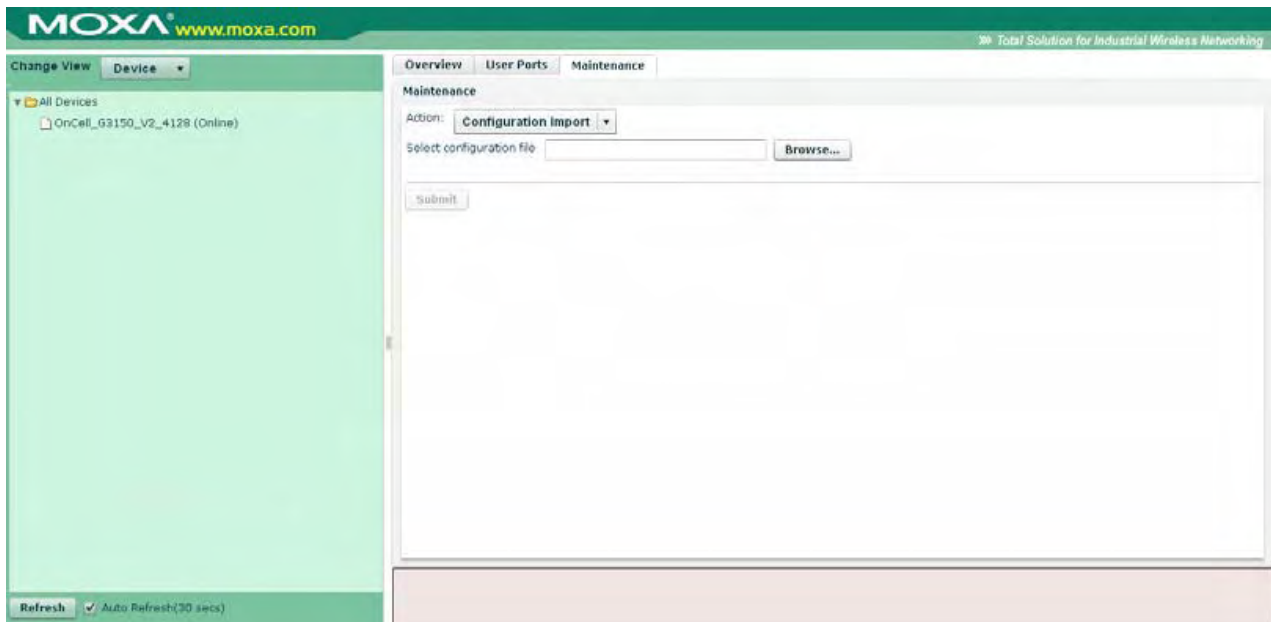 MOXA® www.moxa.com
Total Solution for Industrial Wireless Networking
Change View Device
All Devices
OnCell_G3150_V2_4128 (Online)
Refresh Auto Refresh(30 secs)
Overview User Ports Maintenance
Maintenance
Action: Configuration Import
Select configuration file Browse...
Submit